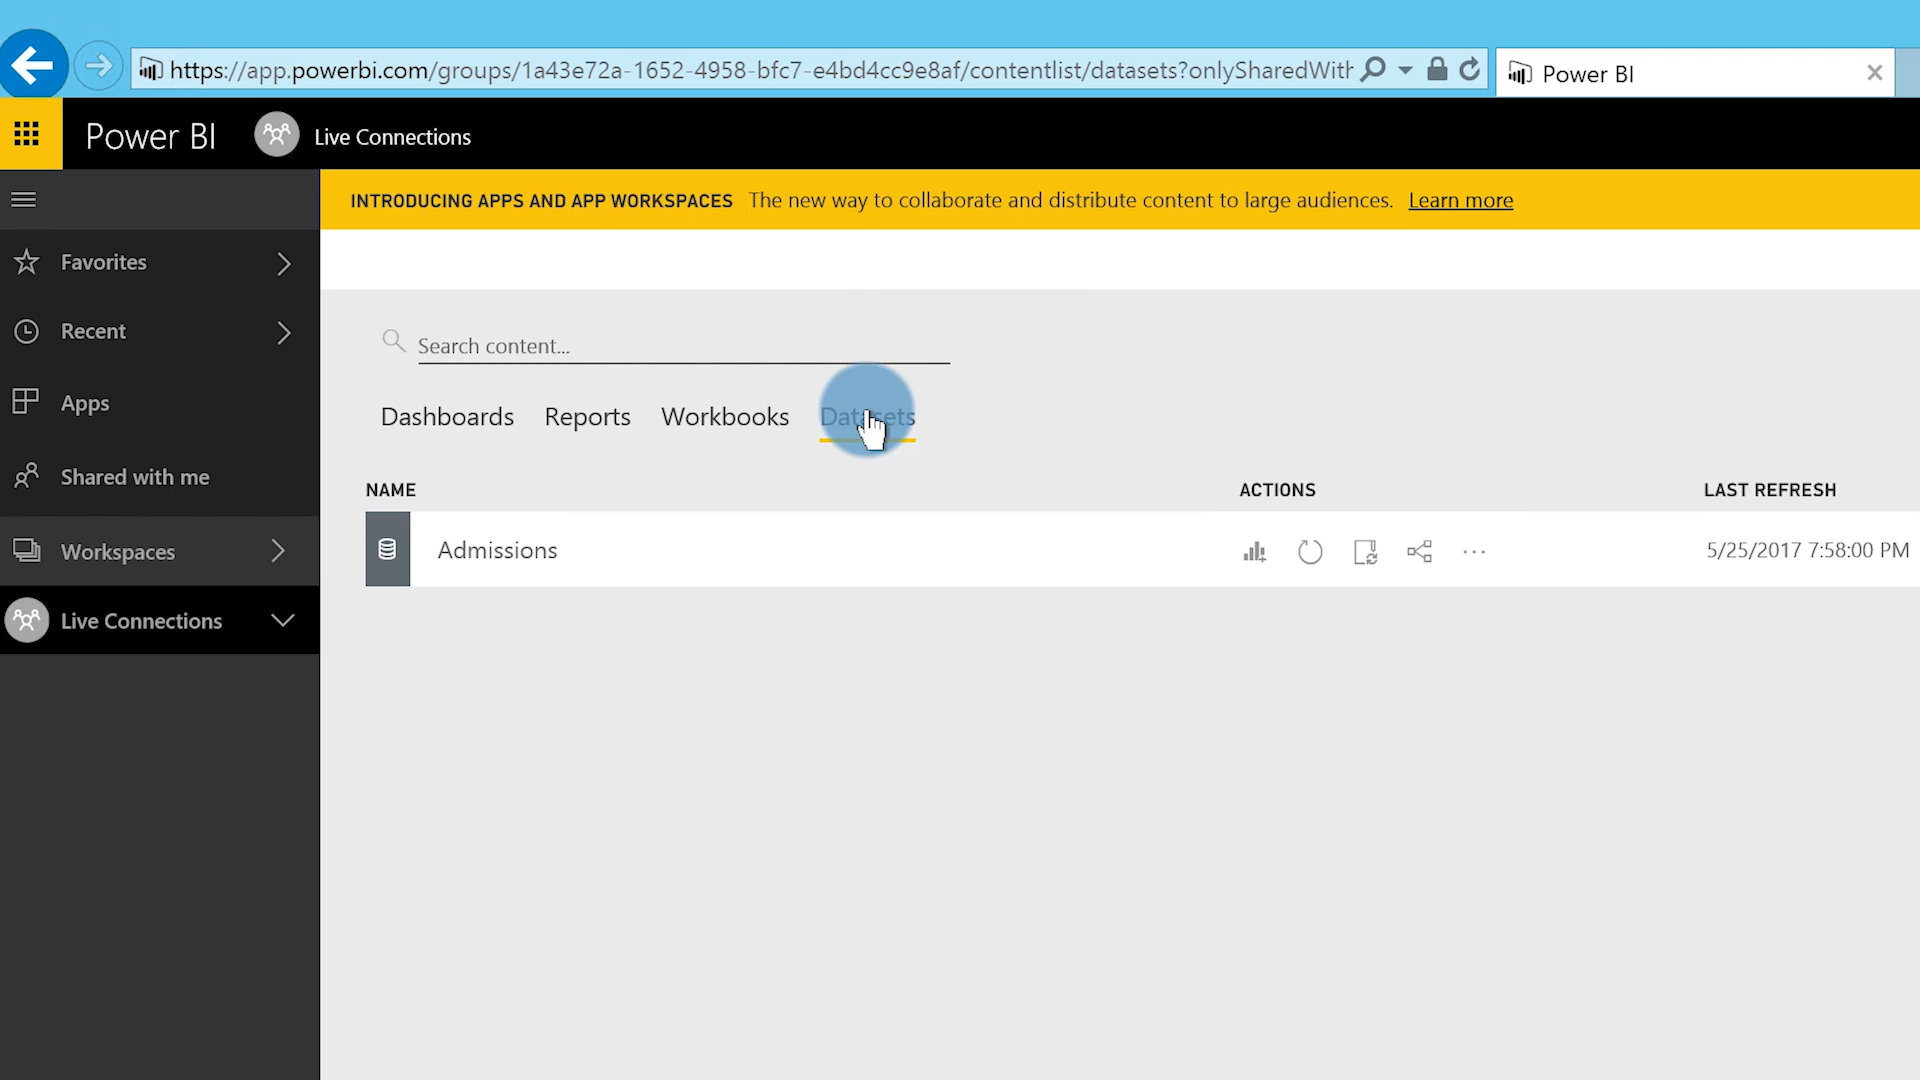 https://app.powerbi.com/groups/1a43e72a-1652-4958-bfc7-e4bd4cc9e8af/contentlist/datasets?onlySharedWith
Power BI
Power BI
Live Connections
INTRODUCING APPS AND APP WORKSPACES The new way to collaborate and distribute content to large audiences. Learn more
Favorites
Recent
Apps
Shared with me
Workspaces
Live Connections
Search content...
Dashboards Reports Workbooks Datasets
NAME ACTIONS LAST REFRESH
Admissions 5/25/2017 7:58:00 PM